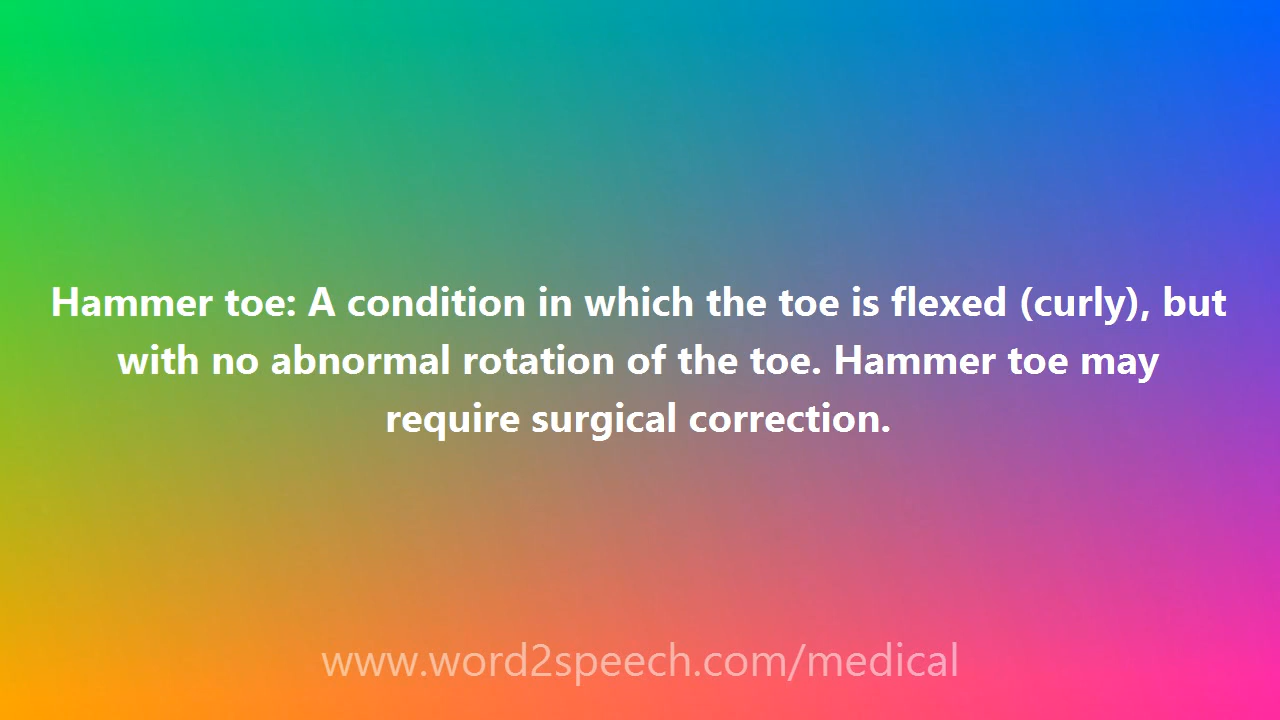 Hammer toe: A condition in which the toe is flexed (curly), but
with no abnormal rotation of the toe. Hammer toe may
require surgical correction.
www.word2speech.com/medical